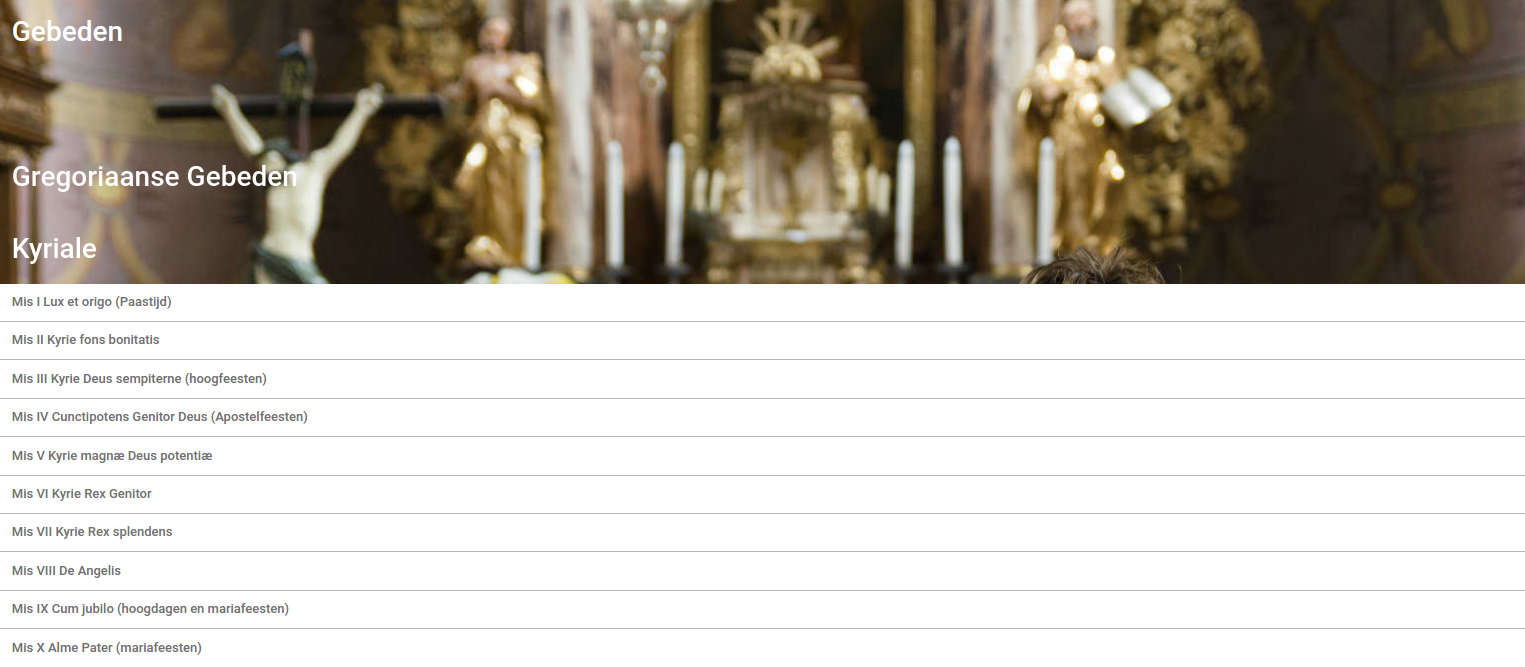 Gebeden
Gregoriaanse Gebeden
Kyriale
Mis I Lux et origo (Paastijd)
Mis II Kyrie fons bonitatis
Mis III Kyrie Deus sempiterne (hoogfeesten)
Mis IV Cunctipotens Genitor Deus (Apostelfeesten)
Mis V Kyrie magnæ Deus potentiæ
Mis VI Kyrie Rex Genitor
Mis VII Kyrie Rex splendens
Mis VIII De Angelis
Mis IX Cum jubilo (hoogdagen en mariafeesten)
Mis X Alme Pater (mariafeesten)